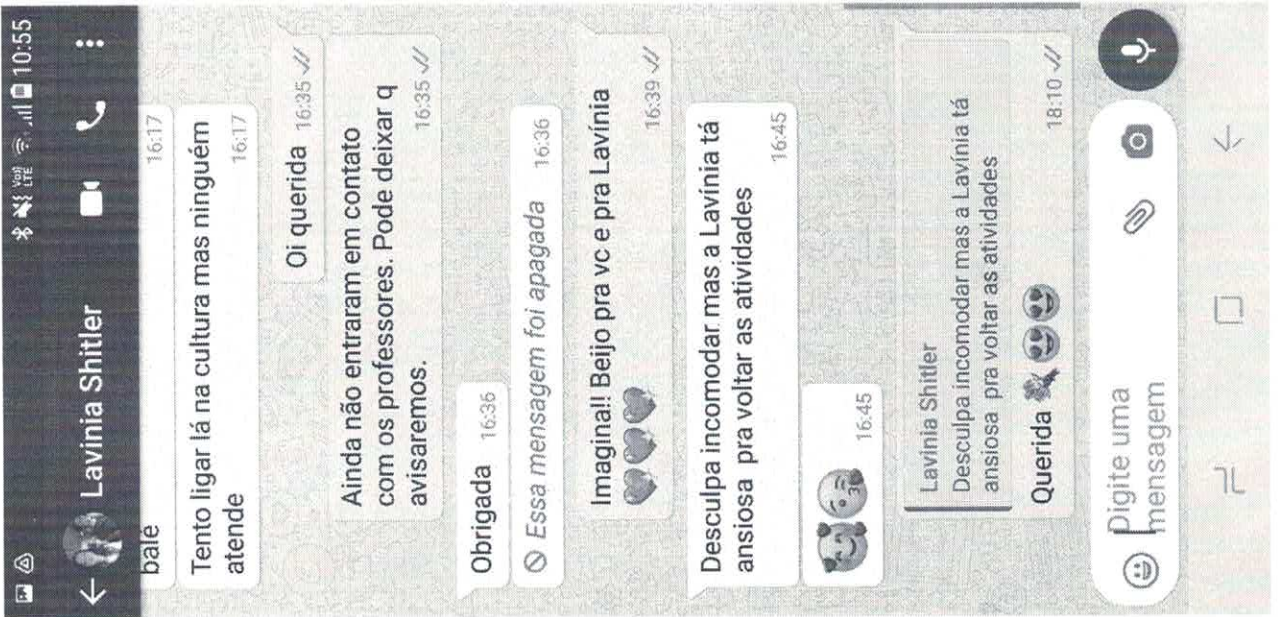 10:55
Lavinia Shitler
balé
16:17
Tento ligar lá na cultura mas ninguém
atende
16:17
Oi querida 16:35
Ainda não entraram em contato
com os professores. Pode deixar q
avisaremos.
16:35
Obrigada 16:36
Essa mensagem foi apagada 16:36
Imagina!! Beijo pra vc e pra Lavínia
16:39
Desculpa incomodar mas a Lavínia tá
ansiosa pra voltar as atividades
16:45
16:45
Lavinia Shitler
Desculpa incomodar mas a Lavínia tá
ansiosa pra voltar as atividades
Querida
18:10
Digite uma
mensagem